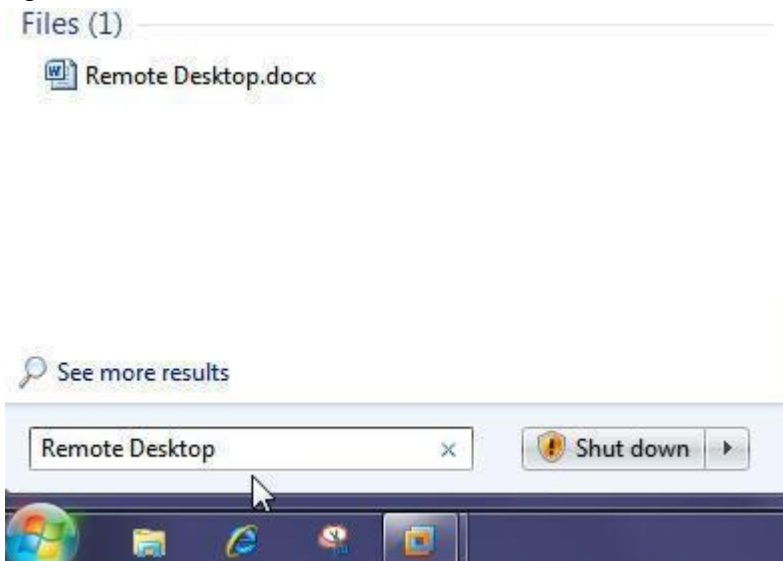 Files (1)
Remote Desktop.docx
See more results
Remote Desktop
Shut down